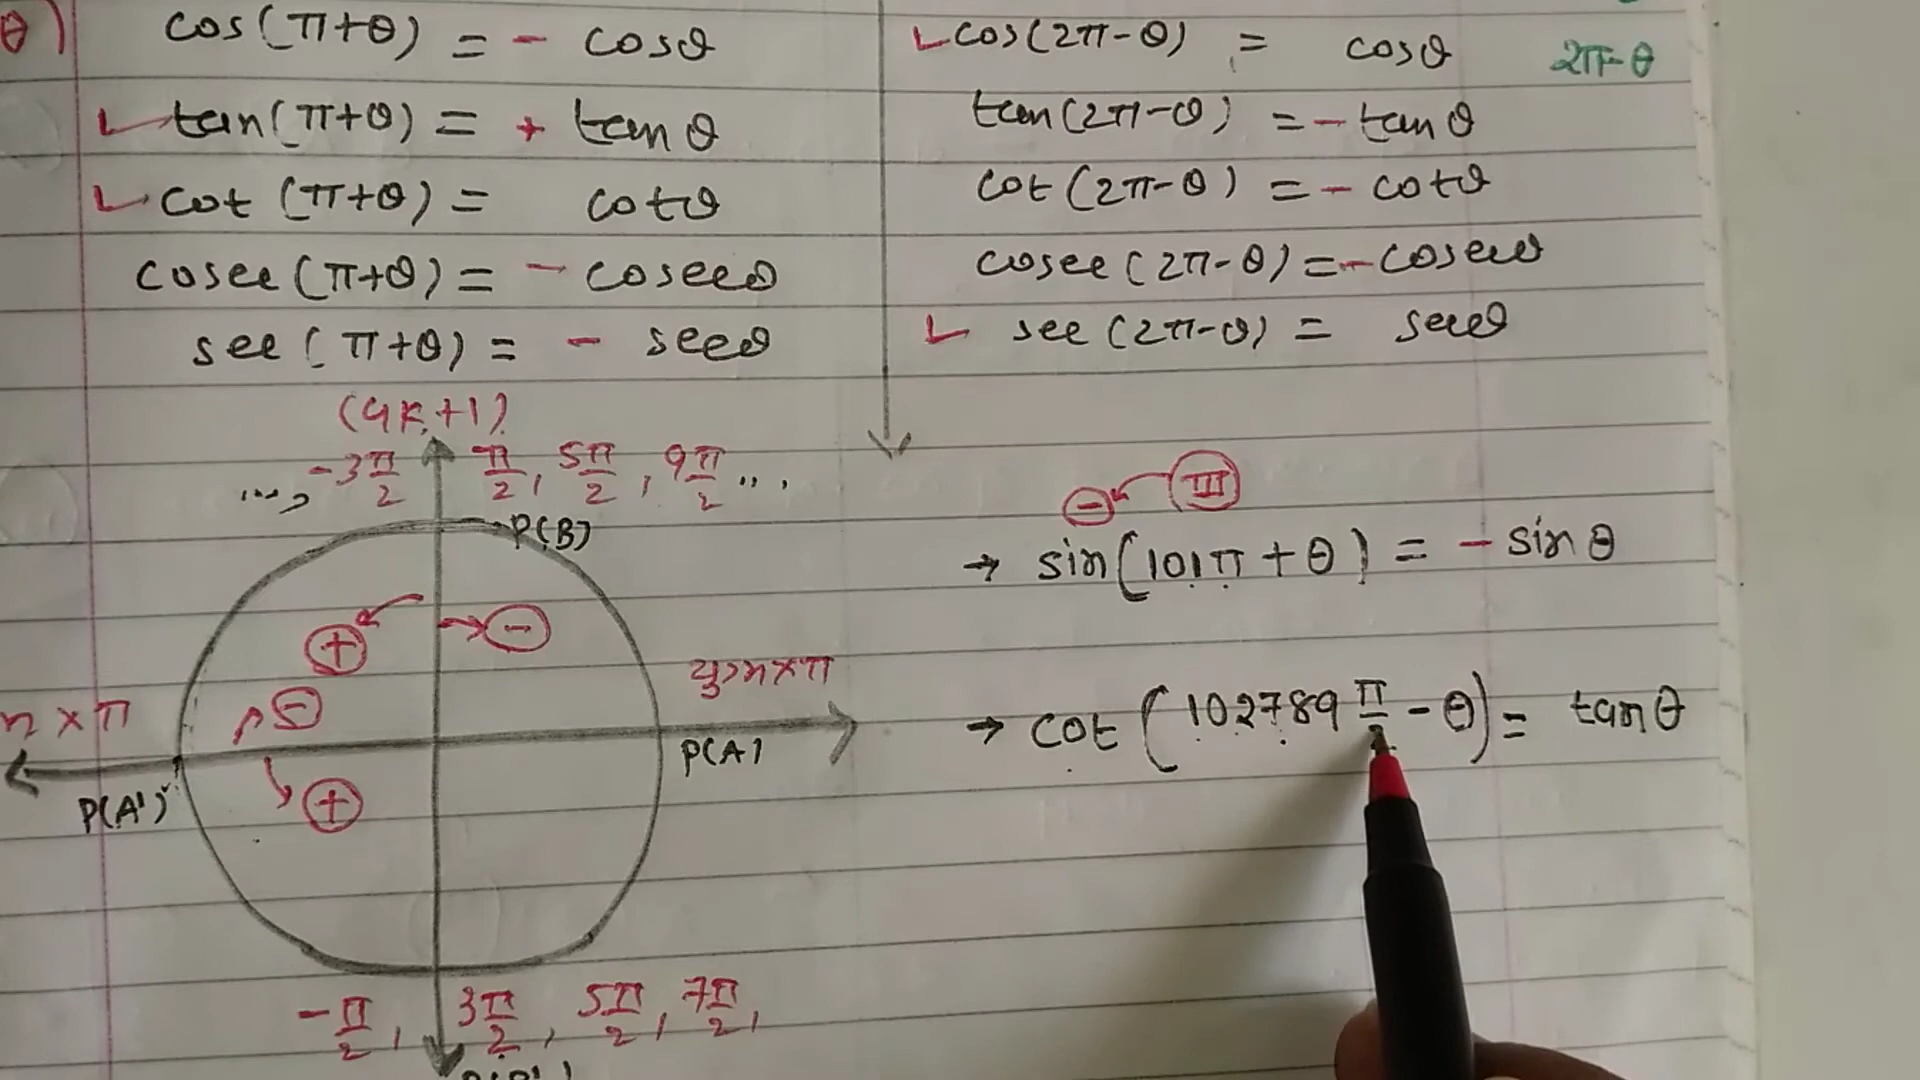 θ)
cos(π+θ) = - cosθ
tan(π+θ) = + tanθ
cot(π+θ) = cotθ
cosec(π+θ) = - cosecθ
sec(π+θ) = - secθ
cos(2π-θ) = cosθ
2π-θ
tan(2π-θ) = - tanθ
cot(2π-θ) = - cotθ
cosec(2π-θ) = - cosecθ
sec(2π-θ) = secθ
(4K+1)
..., -3π/2 π/2, 5π/2, 9π/2 ...
P(B)
+ -
-
+
યુગ્મ × π
P(A)
P(A')
-π/2, 3π/2, 5π/2, 7π/2,
- III
→ sin(101π + θ) = - sinθ
→ cot(102789 π/2 - θ) = tanθ